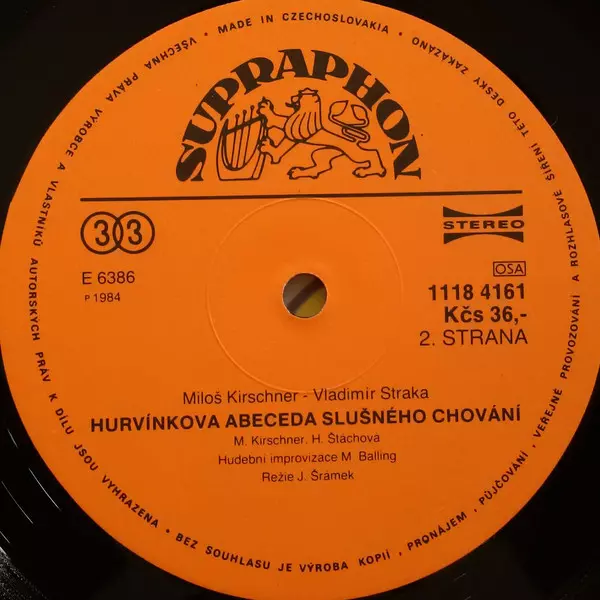 VŠECHNA PRÁVA VÝROBCE A VLASTNÍKŮ AUTORSKÝCH PRÁV K DÍLU JSOU VYHRAZENA • BEZ SOUHLASU JE VÝROBA KOPIÍ, PRONÁJEM, PŮJČOVÁNÍ, VEŘEJNÉ PROVOZOVÁNÍ A ROZHLASOVÉ ŠÍŘENÍ TÉTO DESKY ZAKÁZÁNO • MADE IN CZECHOSLOVAKIA •
SUPRAPHON
33
STEREO
E 6386
P 1984
OSA
1118 4161
Kčs 36,-
2. STRANA
Miloš Kirschner - Vladimír Straka
HURVÍNKOVA ABECEDA SLUŠNÉHO CHOVÁNÍ
M. Kirschner. H. Štáchová
Hudební improvizace M. Balling
Režie J. Šrámek